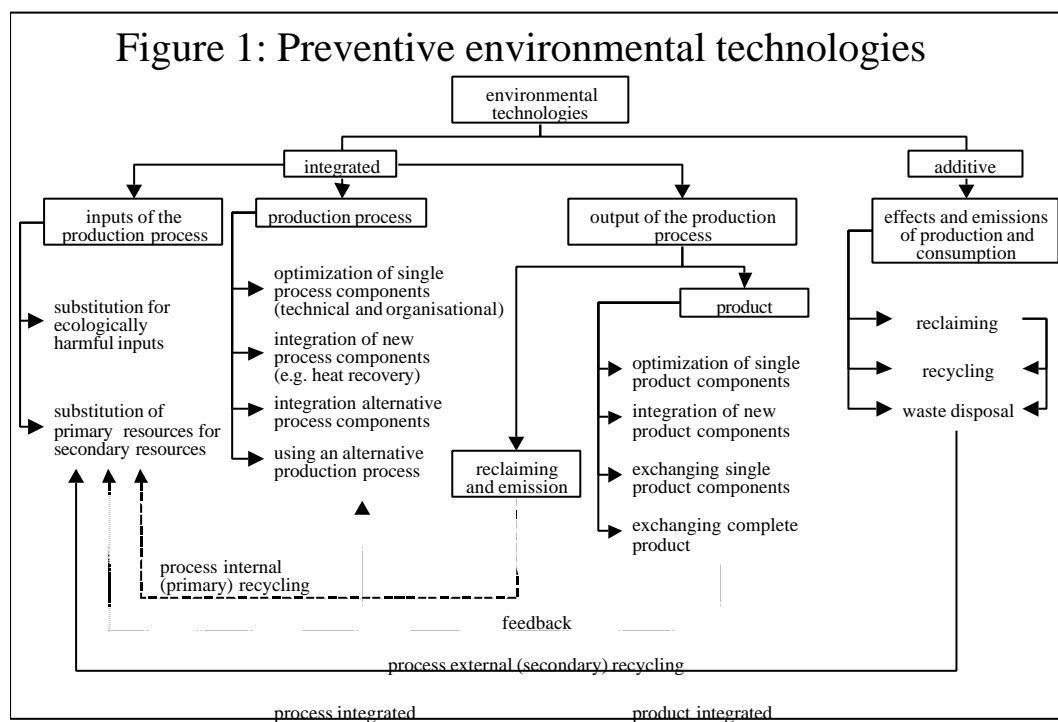 Figure 1: Preventive environmental technologies
environmental
technologies
integrated
additive
inputs of the
production process
production process
output of the production
process
effects and emissions
of production and
consumption
substitution for
ecologically
harmful inputs
substitution of
primary resources for
secondary resources
optimization of single
process components
(technical and organisational)
integration of new
process components
(e.g. heat recovery)
integration alternative
process components
using an alternative
production process
reclaiming
and emission
product
optimization of single
product components
integration of new
product components
exchanging single
product components
exchanging complete
product
reclaiming
recycling
waste disposal
process internal
(primary) recycling
feedback
process external (secondary) recycling
process integrated
product integrated